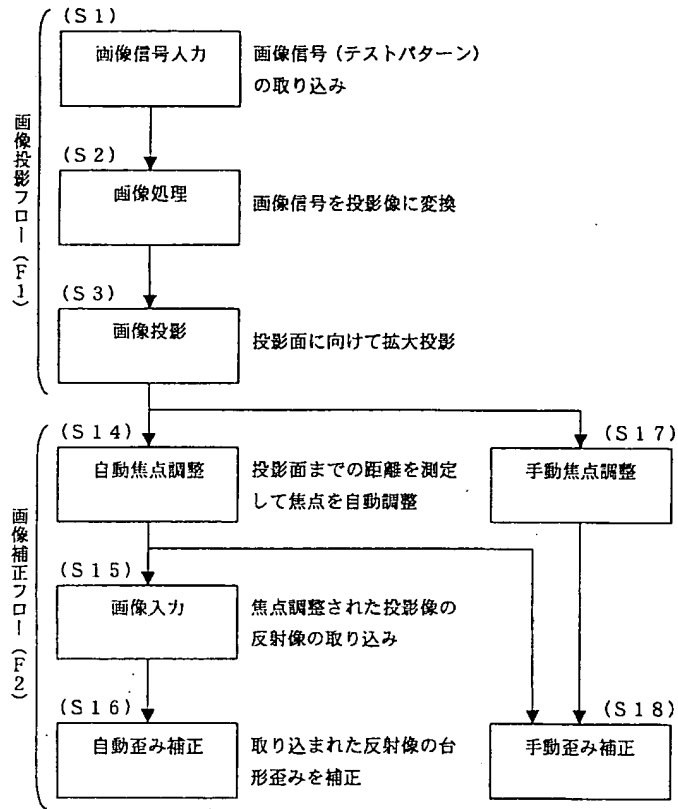 (S1)
画像信号入力
画像信号(テストパターン)
の取り込み
画像投影フロー(F1)
(S2)
画像処理
画像信号を投影像に変換
(S3)
画像投影
投影面に向けて拡大投影
(S14)
自動焦点調整
投影面までの距離を測定
して焦点を自動調整
(S17)
手動焦点調整
画像補正フロー(F2)
(S15)
画像入力
焦点調整された投影像の
反射像の取り込み
(S16)
自動歪み補正
取り込まれた反射像の台
形歪みを補正
(S18)
手動歪み補正